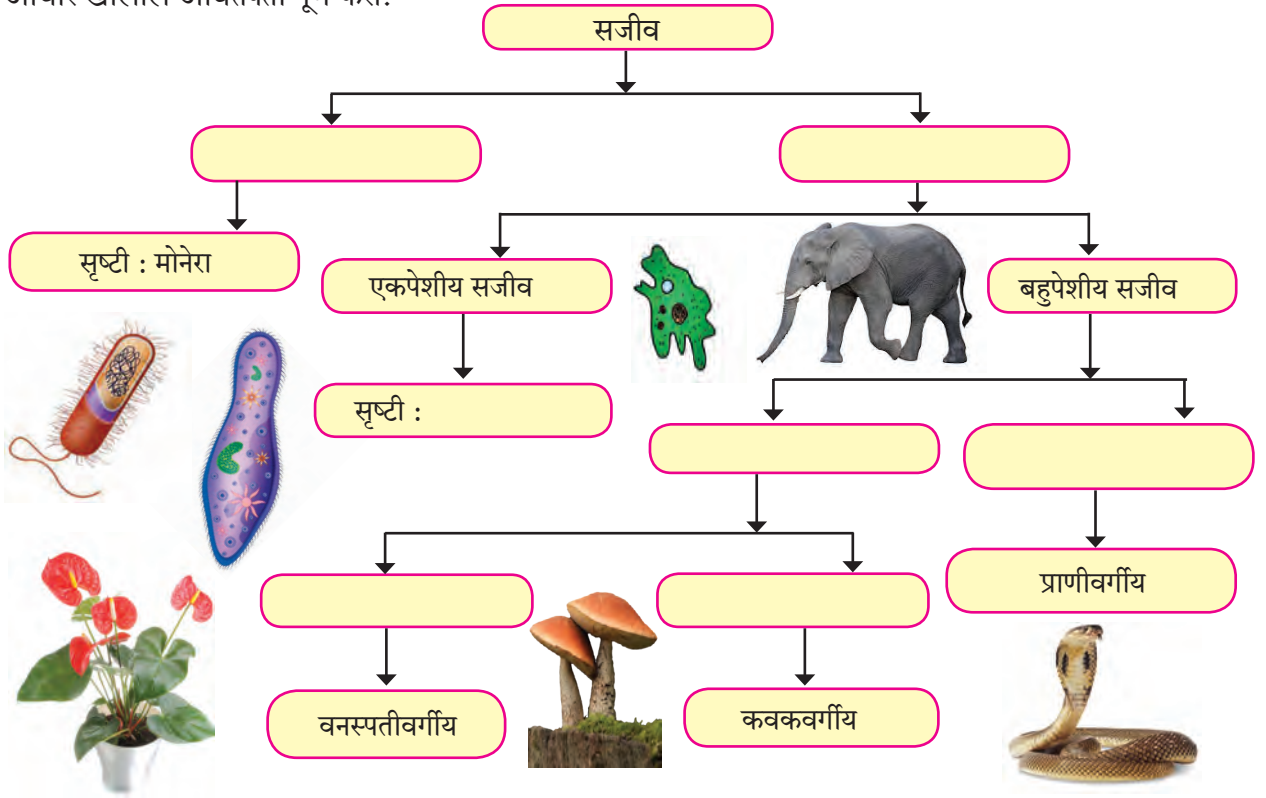 सजीव
सृष्टी : मोनेरा
एकपेशीय सजीव
बहुपेशीय सजीव
सृष्टी :
प्राणीवर्गीय
वनस्पतीवर्गीय
कवकवर्गीय